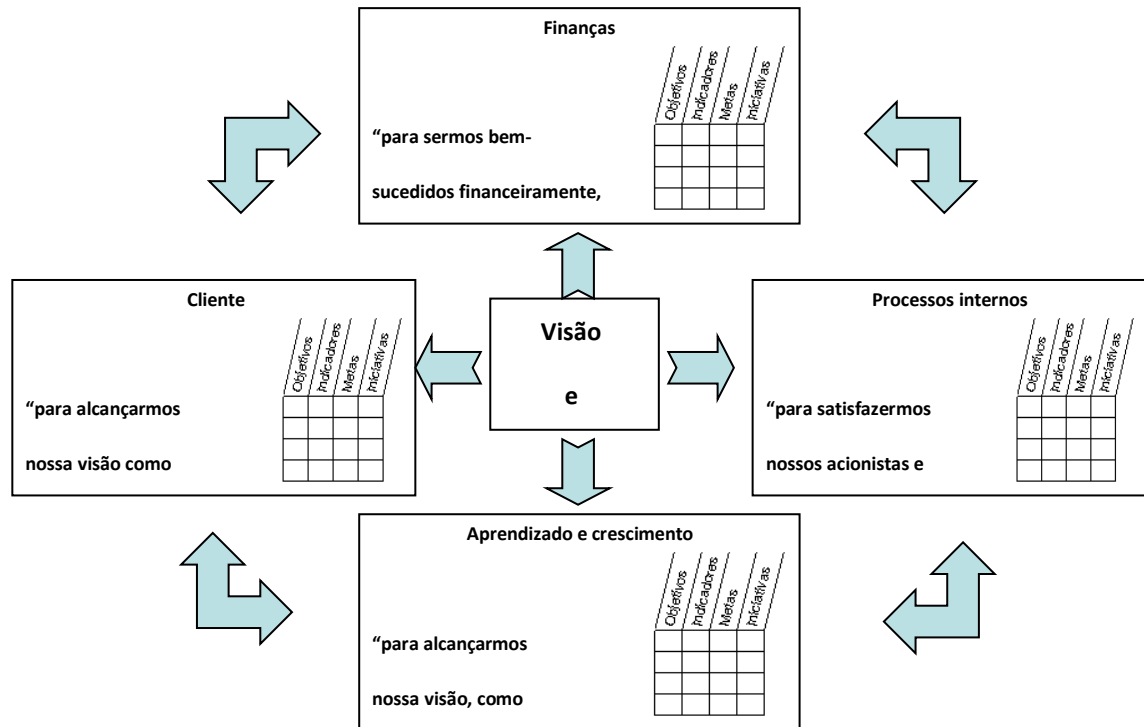 Finanças
Objetivos
Indicadores
Metas
Iniciativas
“para sermos bem-
sucedidos financeiramente,
Cliente
Objetivos
Indicadores
Metas
Iniciativas
“para alcançarmos
nossa visão como
Visão
e
Processos internos
Objetivos
Indicadores
Metas
Iniciativas
“para satisfazermos
nossos acionistas e
Aprendizado e crescimento
Objetivos
Indicadores
Metas
Iniciativas
“para alcançarmos
nossa visão, como